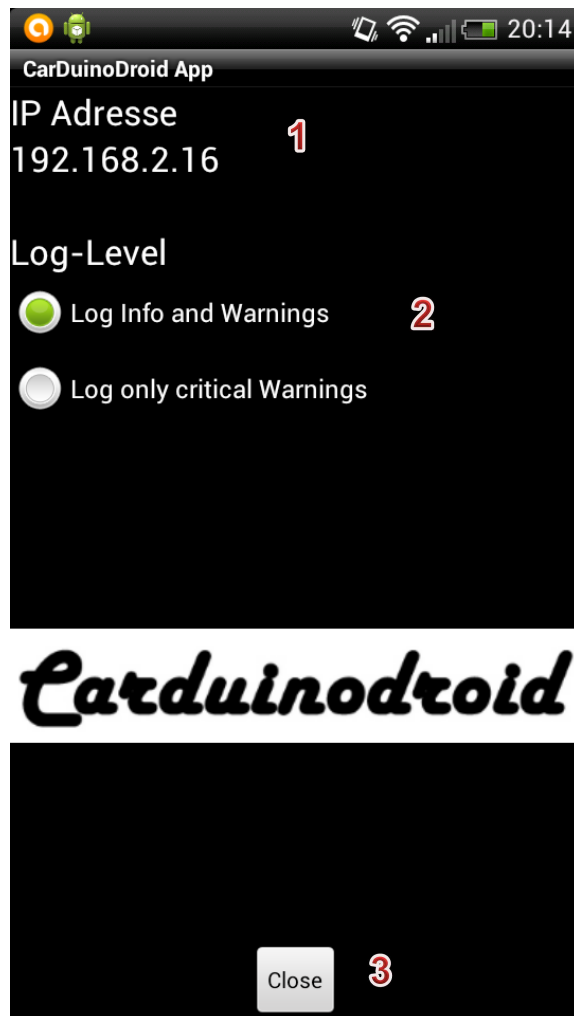 20:14
CarDuinoDroid App
IP Adresse
1
192.168.2.16
Log-Level
Log Info and Warnings 2
Log only critical Warnings
Carduinodroid
Close 3